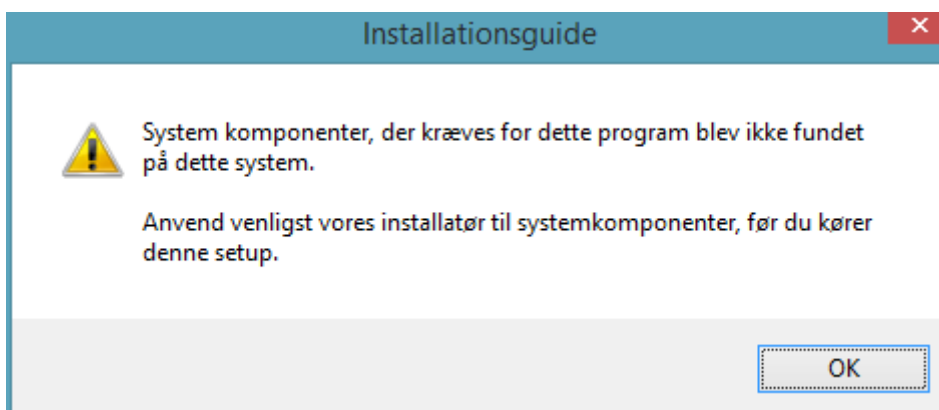 Installationsguide
System komponenter, der kræves for dette program blev ikke fundet
på dette system.
Anvend venligst vores installatør til systemkomponenter, før du kører
denne setup.
OK